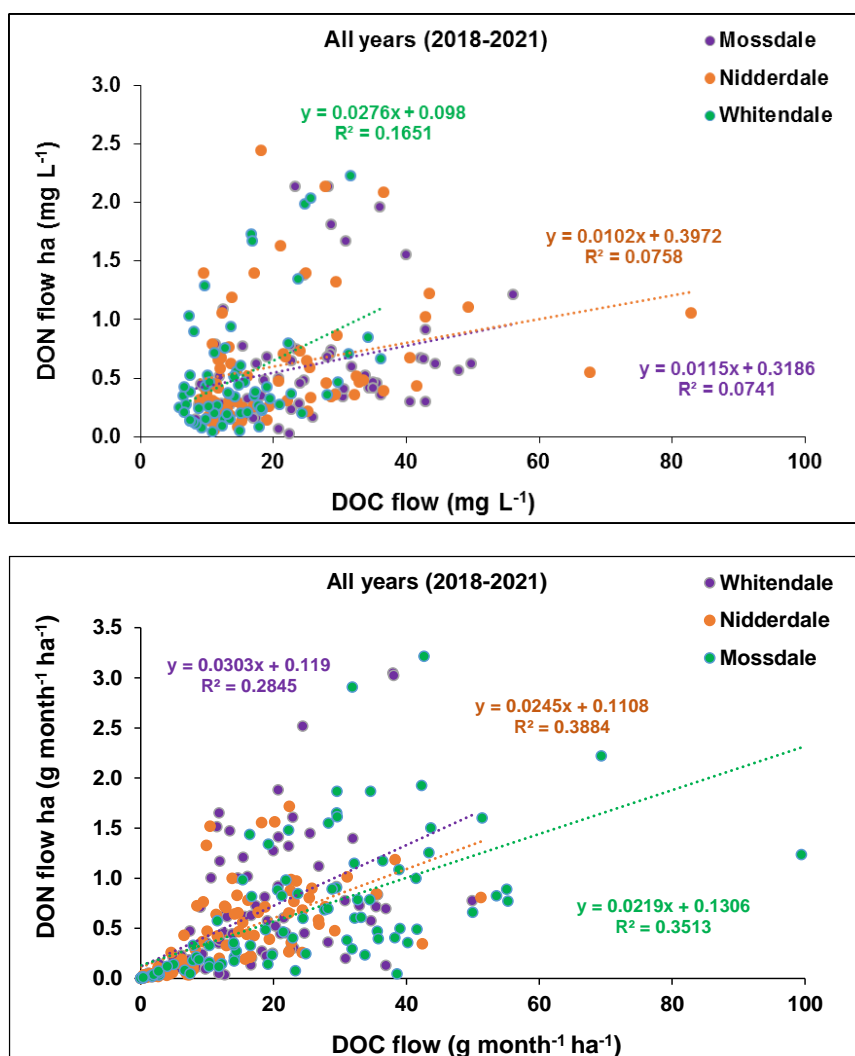 All years (2018-2021)
Mossdale
Nidderdale
Whitendale
3.0
2.5
2.0
1.5
1.0
0.5
0.0
DON flow ha (mg L⁻¹)
y = 0.0276x + 0.098
R² = 0.1651
y = 0.0102x + 0.3972
R² = 0.0758
y = 0.0115x + 0.3186
R² = 0.0741
0 20 40 60 80 100
DOC flow (mg L⁻¹)
All years (2018-2021)
Whitendale
Nidderdale
Mossdale
3.5
3.0
2.5
2.0
1.5
1.0
0.5
0.0
DON flow ha (g month⁻¹ ha⁻¹)
y = 0.0303x + 0.119
R² = 0.2845
y = 0.0245x + 0.1108
R² = 0.3884
y = 0.0219x + 0.1306
R² = 0.3513
0 20 40 60 80 100
DOC flow (g month⁻¹ ha⁻¹)